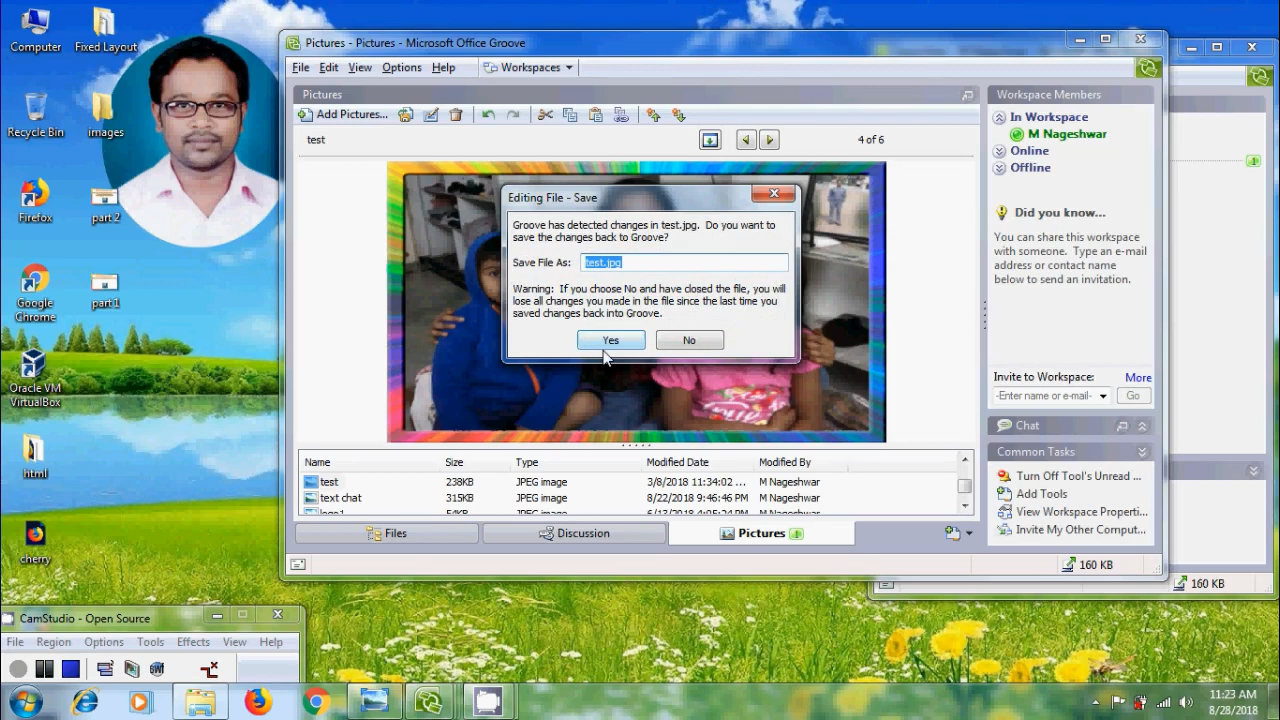 Computer
Fixed Layout
Recycle Bin
images
Firefox
part 2
Google
Chrome
part 1
Oracle VM
VirtualBox
html
cherry
Pictures - Pictures - Microsoft Office Groove
File Edit View Options Help Workspaces
Pictures
Add Pictures...
test
4 of 6
Editing File - Save
Groove has detected changes in test.jpg. Do you want to
save the changes back to Groove?
Save File As: test.jpg
Warning: If you choose No and have closed the file, you will
lose all changes you made in the file since the last time you
saved changes back into Groove.
Yes No
Name Size Type Modified Date Modified By
test 238KB JPEG image 3/8/2018 11:34:02 ... M Nageshwar
text chat 315KB JPEG image 8/22/2018 9:46:46 PM M Nageshwar
Files Discussion Pictures
Workspace Members
In Workspace
M Nageshwar
Online
Offline
Did you know...
You can share this workspace
with someone. Type an e-mail
address or contact name
below to send an invitation.
Invite to Workspace: More
-Enter name or e-mail- Go
Chat
Common Tasks
Turn Off Tool's Unread ...
Add Tools
View Workspace Properti...
Invite My Other Comput...
160 KB
160 KB
CamStudio - Open Source
File Region Options Tools Effects View Help
11:23 AM
8/28/2018